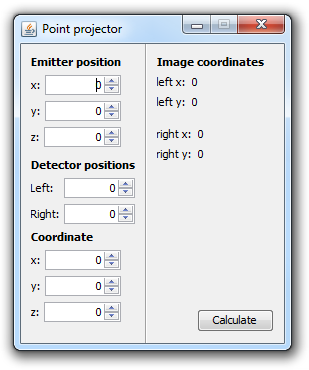 Point projector
Emitter position
x: 0
y: 0
z: 0
Detector positions
Left: 0
Right: 0
Coordinate
x: 0
y: 0
z: 0
Image coordinates
left x: 0
left y: 0
right x: 0
right y: 0
Calculate